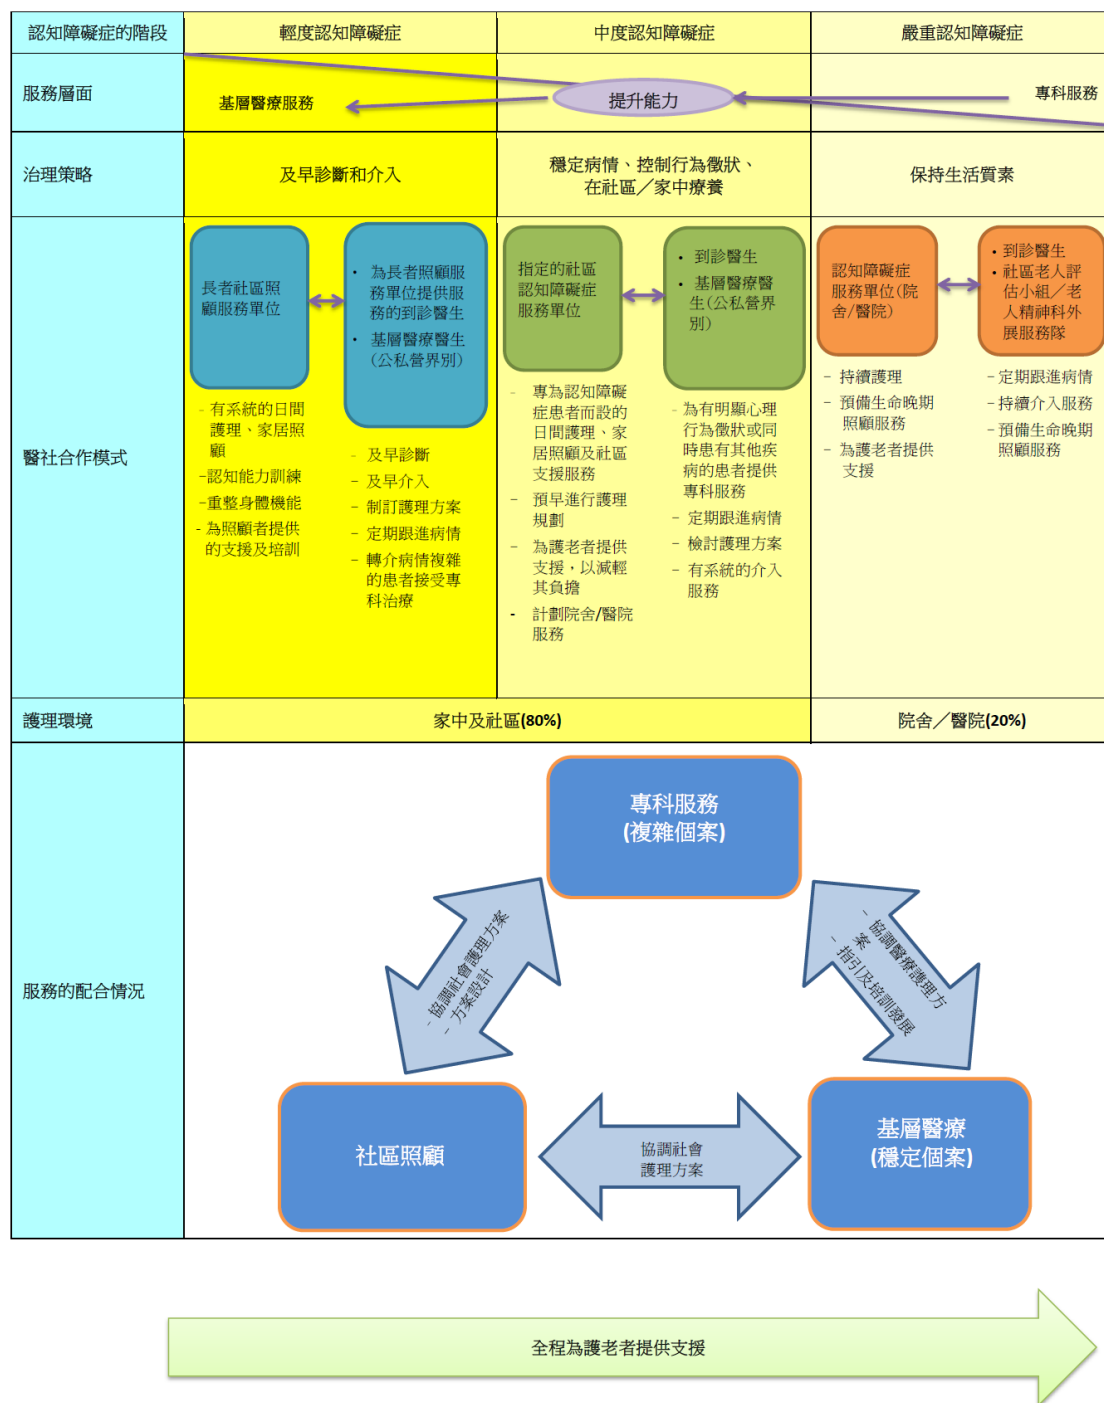 認知障礙症的階段
輕度認知障礙症
中度認知障礙症
嚴重認知障礙症
服務層面
基層醫療服務
提升能力
專科服務
治理策略
及早診斷和介入
穩定病情、控制行為徵狀、
在社區／家中療養
保持生活質素
醫社合作模式
長者社區照
顧服務單位
• 為長者照顧服
務單位提供服
務的到診醫生
• 基層醫療醫生
(公私營界別)
- 有系統的日間
護理、家居照
顧
-認知能力訓練
-重整身體機能
- 為照顧者提供
的支援及培訓
- 及早診斷
- 及早介入
- 制訂護理方案
- 定期跟進病情
- 轉介病情複雜
的患者接受專
科治療
指定的社區
認知障礙症
服務單位
• 到診醫生
• 基層醫療醫
生(公私營界
別)
- 專為認知障礙
症患者而設的
日間護理、家
居照顧及社區
支援服務
- 預早進行護理
規劃
- 為護老者提供
支援，以減輕
其負擔
- 計劃院舍/醫院
服務
- 為有明顯心理
行為徵狀或同
時患有其他疾
病的患者提供
專科服務
- 定期跟進病情
- 檢討護理方案
- 有系統的介入
服務
認知障礙症
服務單位(院
舍/醫院)
• 到診醫生
• 社區老人評
估小組／老
人精神科外
展服務隊
- 持續護理
- 預備生命晚期
照顧服務
- 為護老者提供
支援
- 定期跟進病情
- 持續介入服務
- 預備生命晚期
照顧服務
護理環境
家中及社區(80%)
院舍／醫院(20%)
服務的配合情況
專科服務
(複雜個案)
- 協調社會護理方案
- 方案設計
- 協調醫療護理方
案
- 指引及培訓發展
社區照顧
協調社會
護理方案
基層醫療
(穩定個案)
全程為護老者提供支援